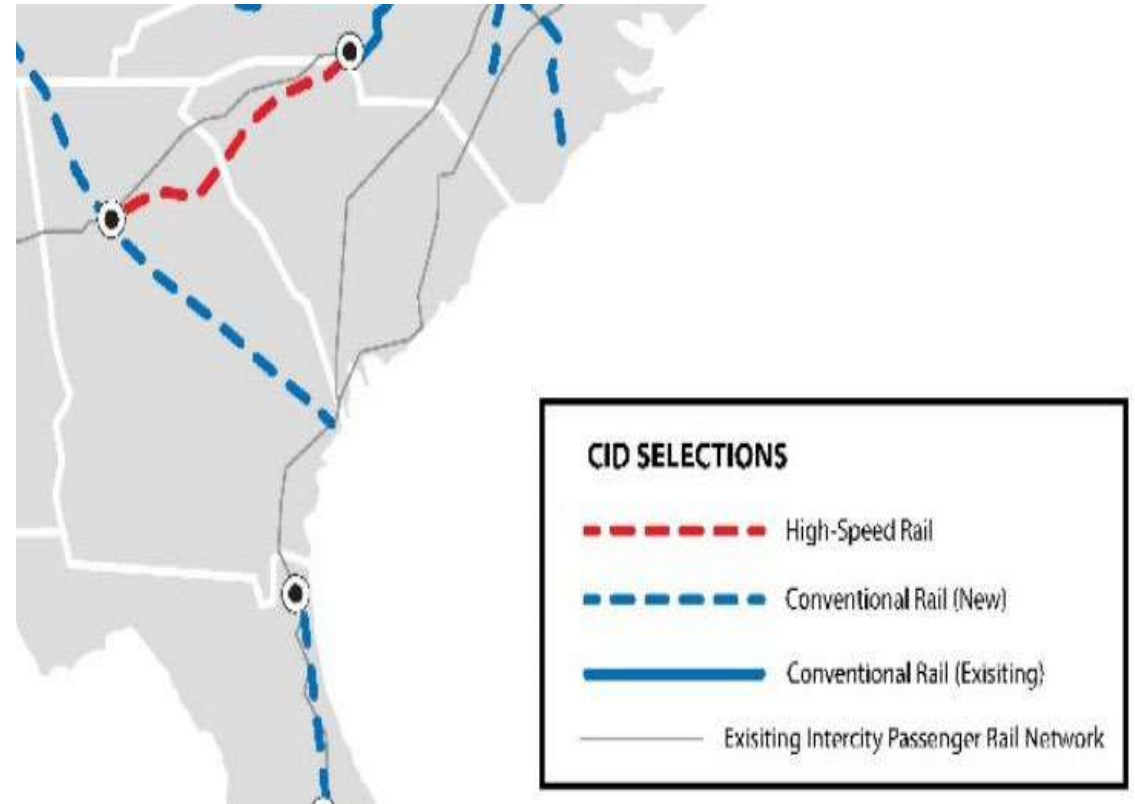 CID SELECTIONS
High-Speed Rail
Conventional Rail (New)
Conventional Rail (Exisiting)
Exisiting Intercity Passenger Rail Network